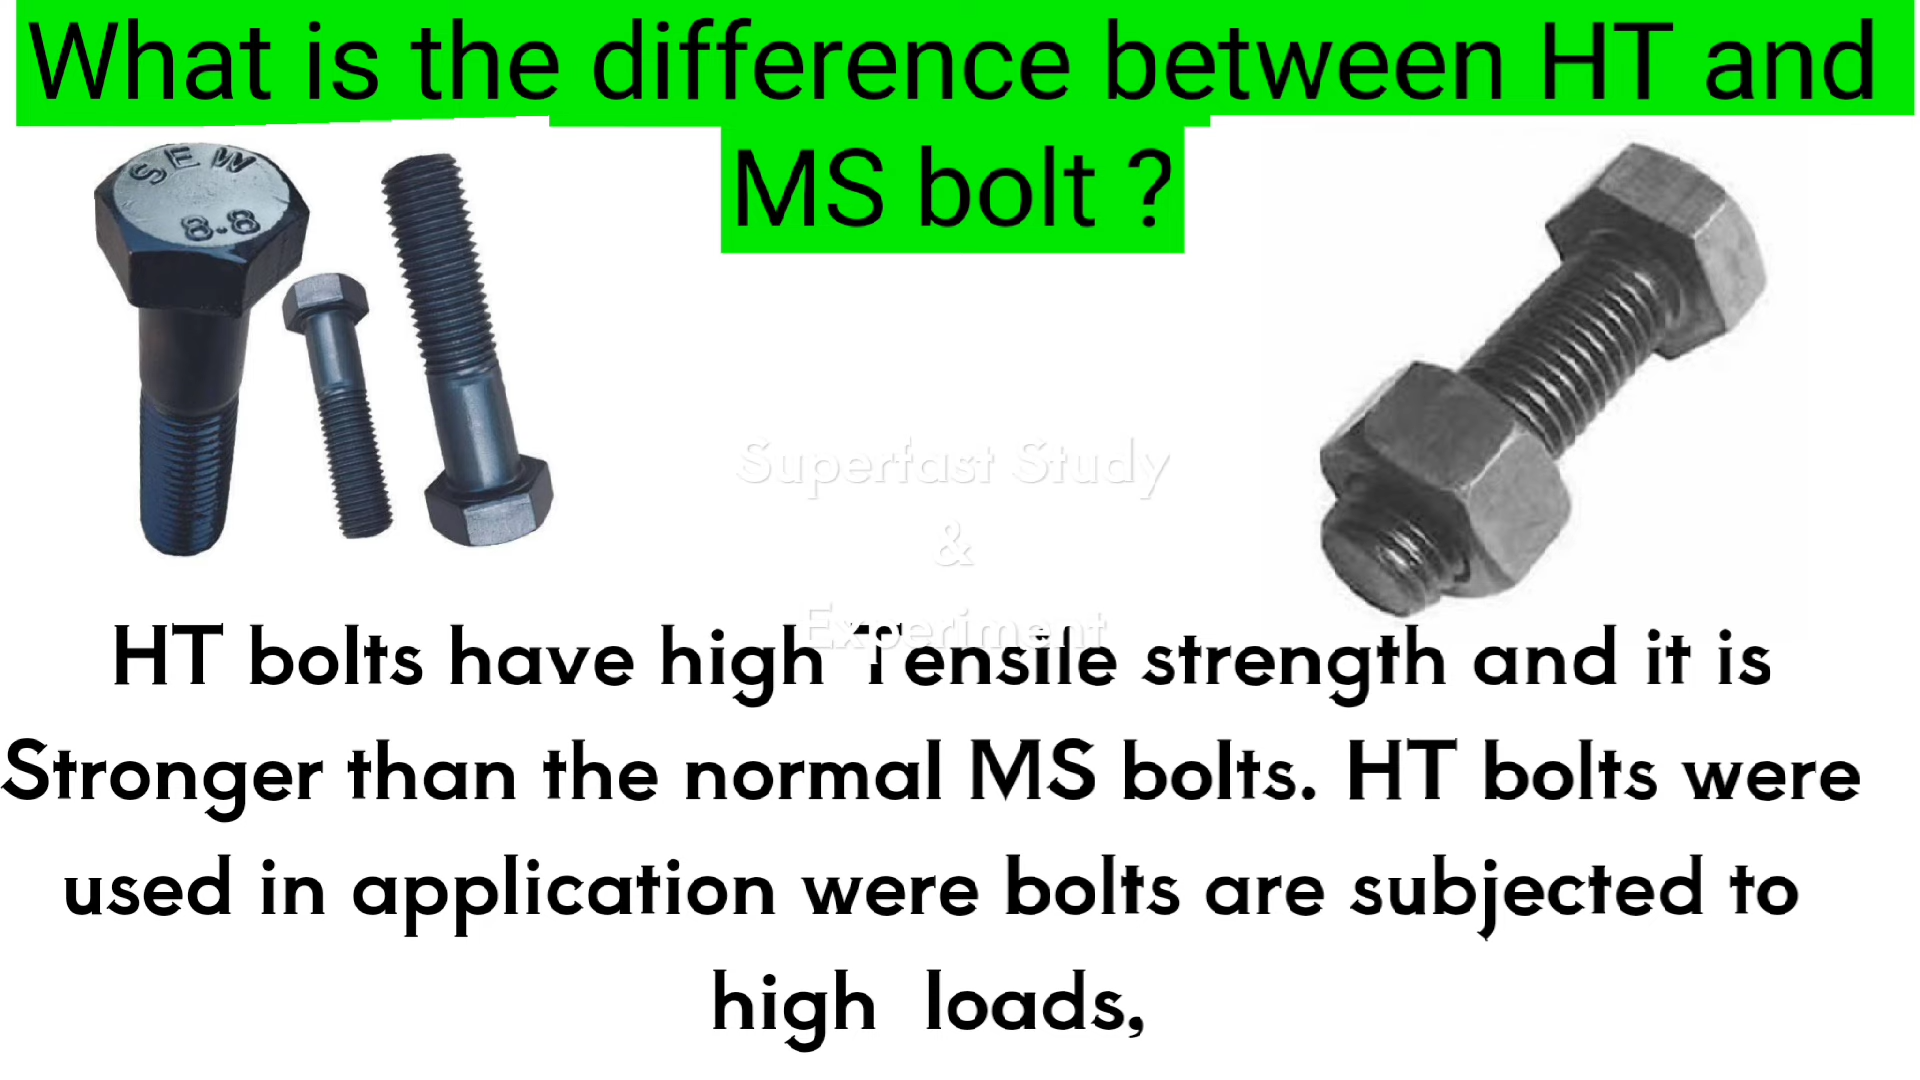 What is the difference between HT and
MS bolt ?
SEW
8.8
Superfast Study
&
Experiment
HT bolts have high Tensile strength and it is
Stronger than the normal MS bolts. HT bolts were
used in application were bolts are subjected to
high loads,